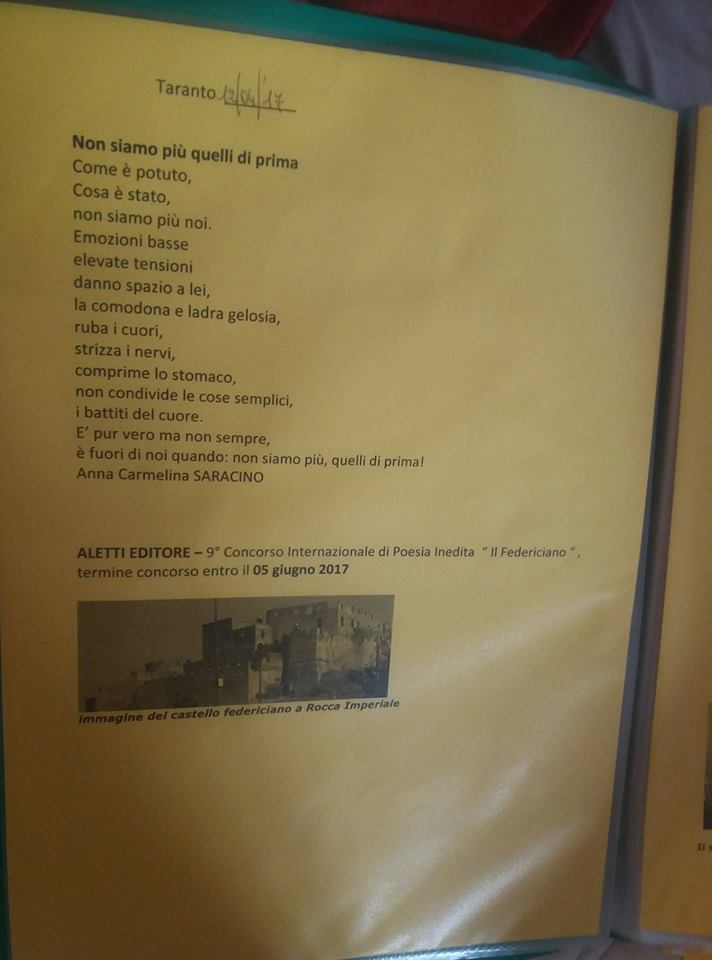 Taranto 12/04/'17
Non siamo più quelli di prima
Come è potuto,
Cosa è stato,
non siamo più noi.
Emozioni basse
elevate tensioni
danno spazio a lei,
la comodona e ladra gelosia,
ruba i cuori,
strizza i nervi,
comprime lo stomaco,
non condivide le cose semplici,
i battiti del cuore.
E' pur vero ma non sempre,
è fuori di noi quando: non siamo più, quelli di prima!
Anna Carmelina SARACINO
ALETTI EDITORE – 9° Concorso Internazionale di Poesia Inedita " Il Federiciano ",
termine concorso entro il 05 giugno 2017
immagine del castello federiciano a Rocca Imperiale